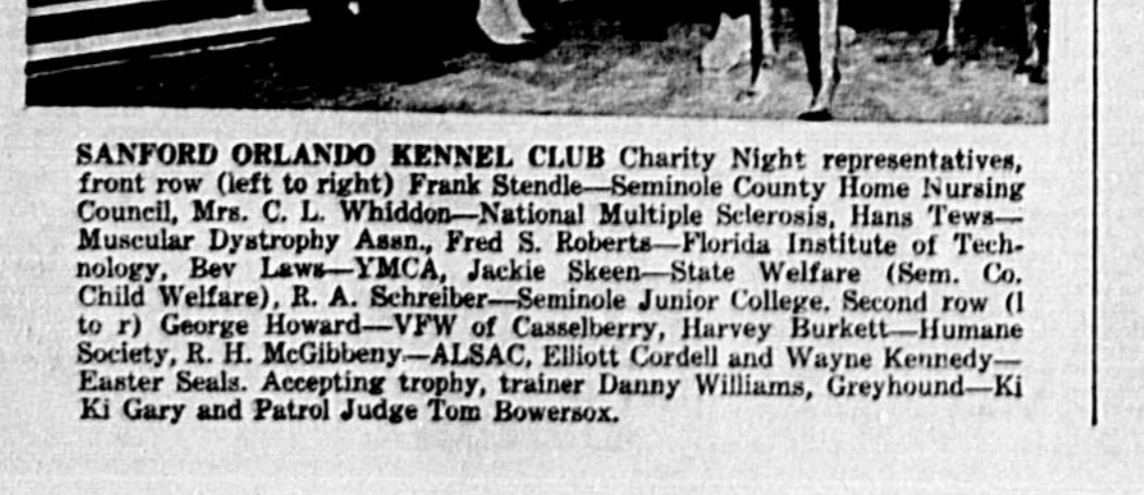 SANFORD ORLANDO KENNEL CLUB Charity Night representatives,
front row (left to right) Frank Stendle—Seminole County Home Nursing
Council, Mrs. C. L. Whiddon—National Multiple Sclerosis, Hans Tews—
Muscular Dystrophy Assn., Fred S. Roberts—Florida Institute of Tech-
nology, Bev Laws—YMCA, Jackie Skeen—State Welfare (Sem. Co.
Child Welfare), R. A. Schreiber—Seminole Junior College. Second row (l
to r) George Howard—VFW of Casselberry, Harvey Burkett—Humane
Society, R. H. McGibbeny—ALSAC, Elliott Cordell and Wayne Kennedy—
Easter Seals. Accepting trophy, trainer Danny Williams, Greyhound—Ki
Ki Gary and Patrol Judge Tom Bowersox.